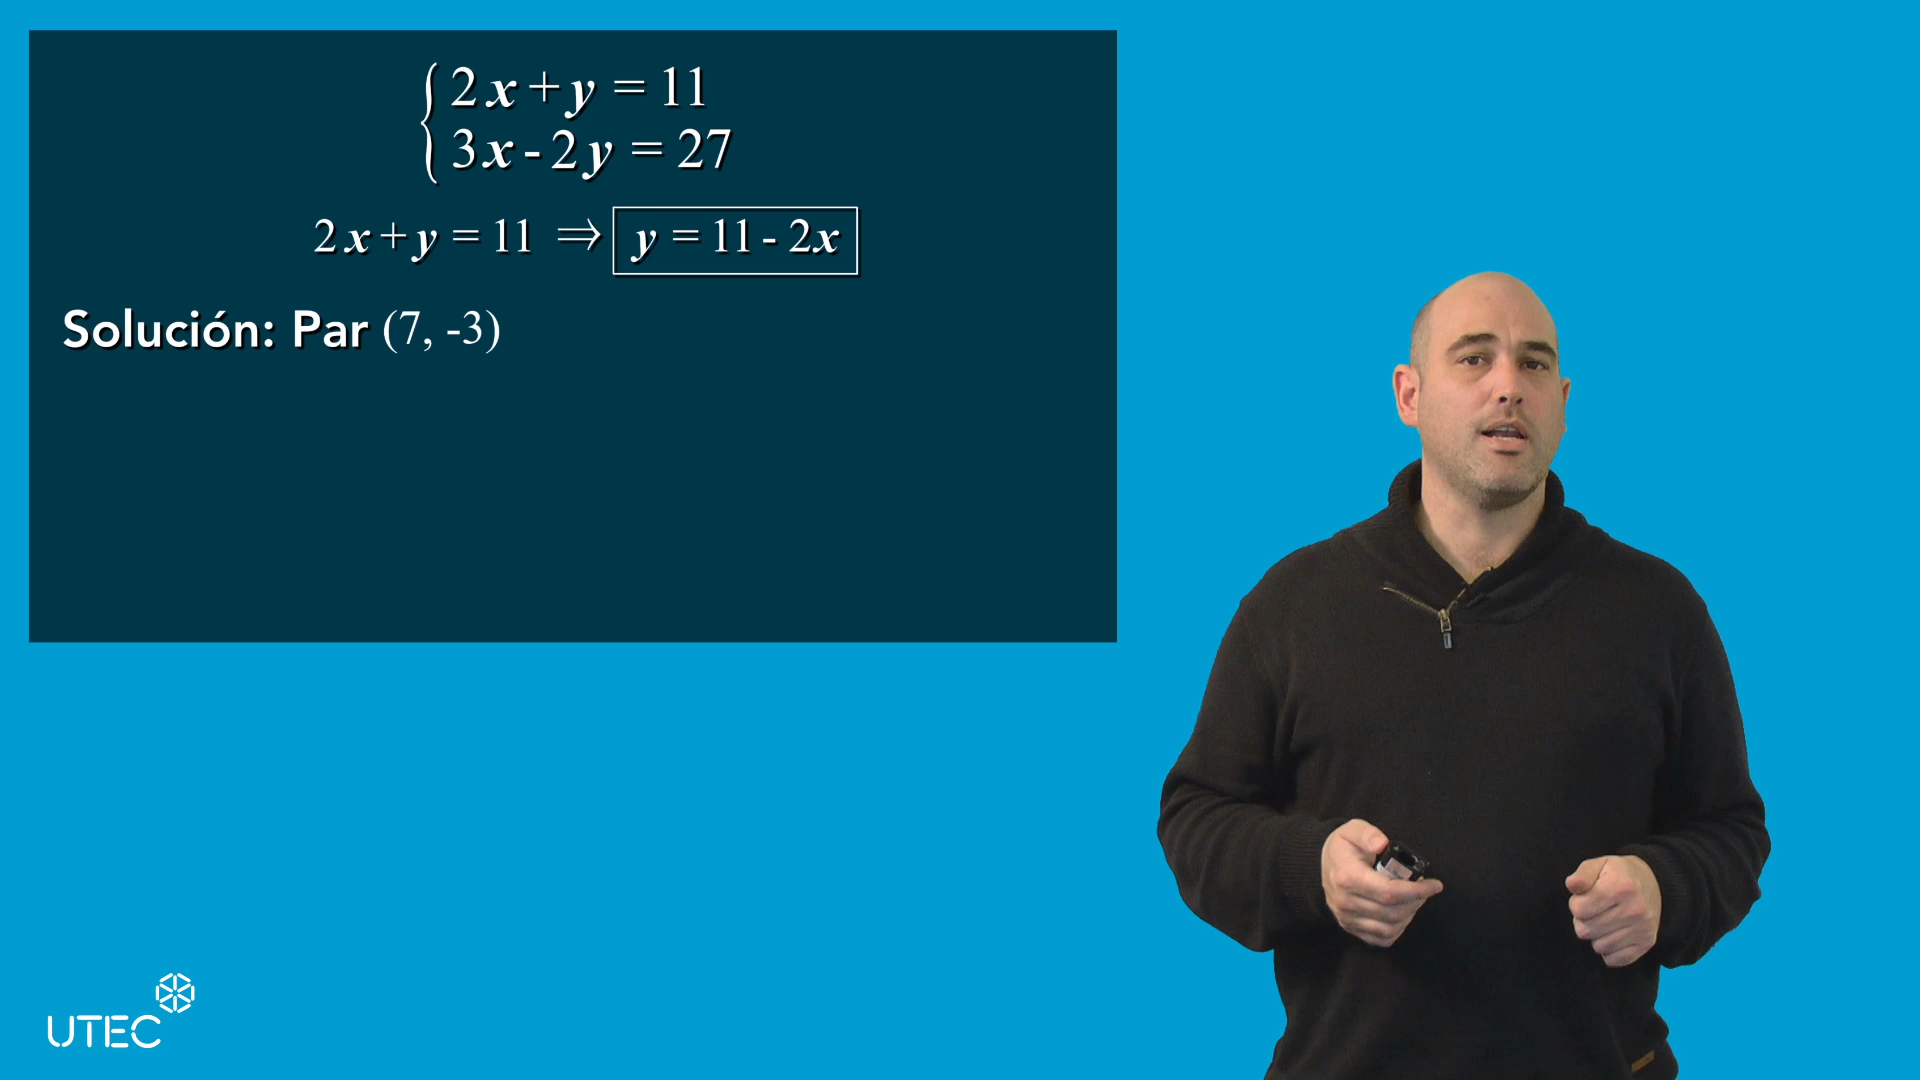 2x + y = 11
3x - 2y = 27
2x + y = 11 ⇒ y = 11 - 2x
Solución: Par (7, -3)
UTEC